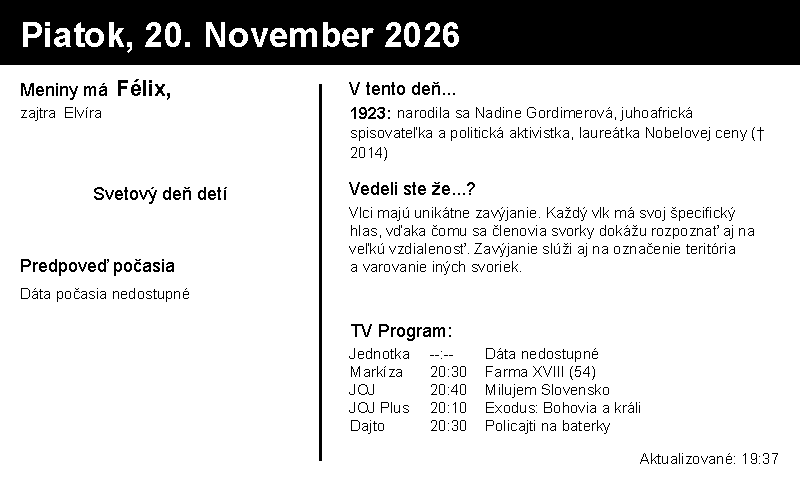 Piatok, 20. November 2026
Meniny má Félix,
zajtra Elvíra
Svetový deň detí
Predpoveď počasia
Dáta počasia nedostupné
V tento deň...
1923: narodila sa Nadine Gordimerová, juhoafrická
spisovateľka a politická aktivistka, laureátka Nobelovej ceny (†
2014)
Vedeli ste že...?
Vlci majú unikátne zavýjanie. Každý vlk má svoj špecifický
hlas, vďaka čomu sa členovia svorky dokážu rozpoznať aj na
veľkú vzdialenosť. Zavýjanie slúži aj na označenie teritória
a varovanie iných svoriek.
TV Program:
Jednotka --:-- Dáta nedostupné
Markíza 20:30 Farma XVIII (54)
JOJ 20:40 Milujem Slovensko
JOJ Plus 20:10 Exodus: Bohovia a králi
Dajto 20:30 Policajti na baterky
Aktualizované: 19:37